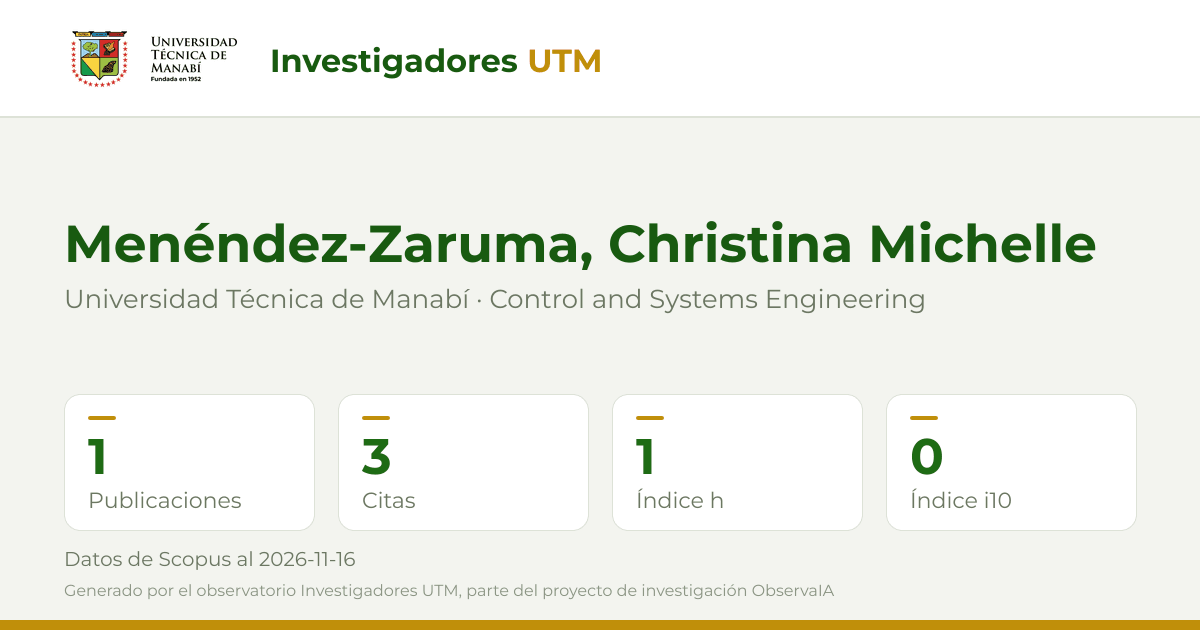 UNIVERSIDAD
TÉCNICA DE
MANABÍ
Fundada en 1952
Investigadores UTM
Menéndez-Zaruma, Christina Michelle
Universidad Técnica de Manabí · Control and Systems Engineering
1
Publicaciones
3
Citas
1
Índice h
0
Índice i10
Datos de Scopus al 2026-11-16
Generado por el observatorio Investigadores UTM, parte del proyecto de investigación ObservaIA